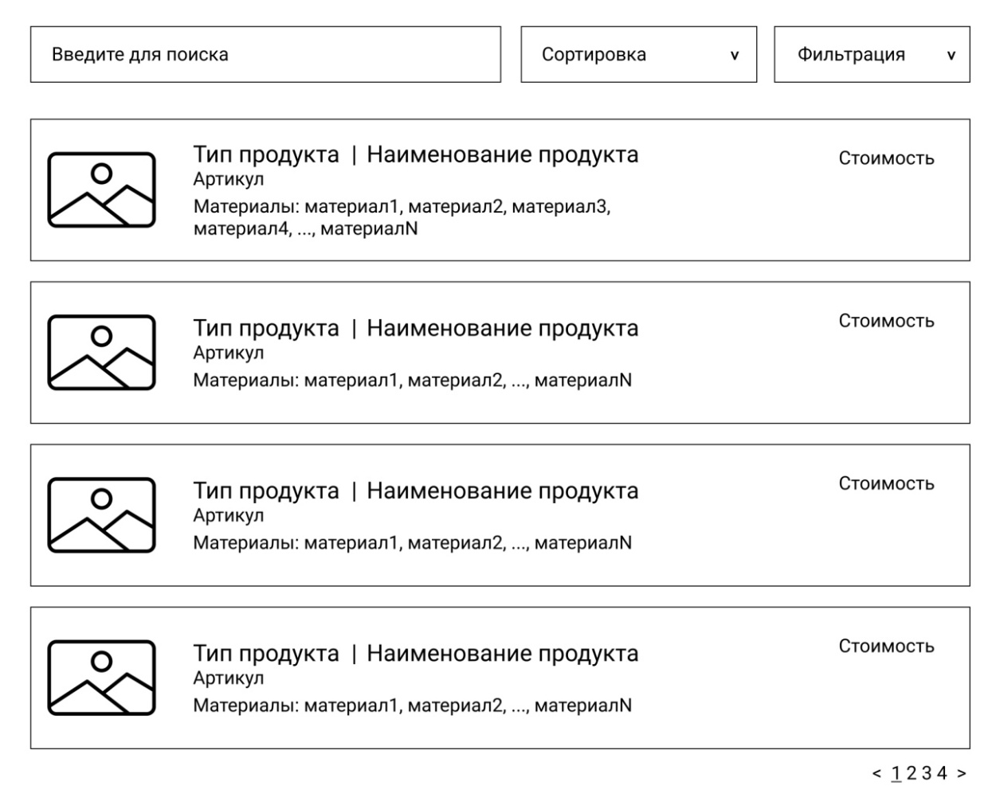 Введите для поиска
Сортировка v
Фильтрация v
Тип продукта | Наименование продукта
Стоимость
Артикул
Материалы: материал1, материал2, материал3,
материал4, ..., материалN
Тип продукта | Наименование продукта
Стоимость
Артикул
Материалы: материал1, материал2, ..., материалN
Тип продукта | Наименование продукта
Стоимость
Артикул
Материалы: материал1, материал2, ..., материалN
Тип продукта | Наименование продукта
Стоимость
Артикул
Материалы: материал1, материал2, ..., материалN
< 1 2 3 4 >